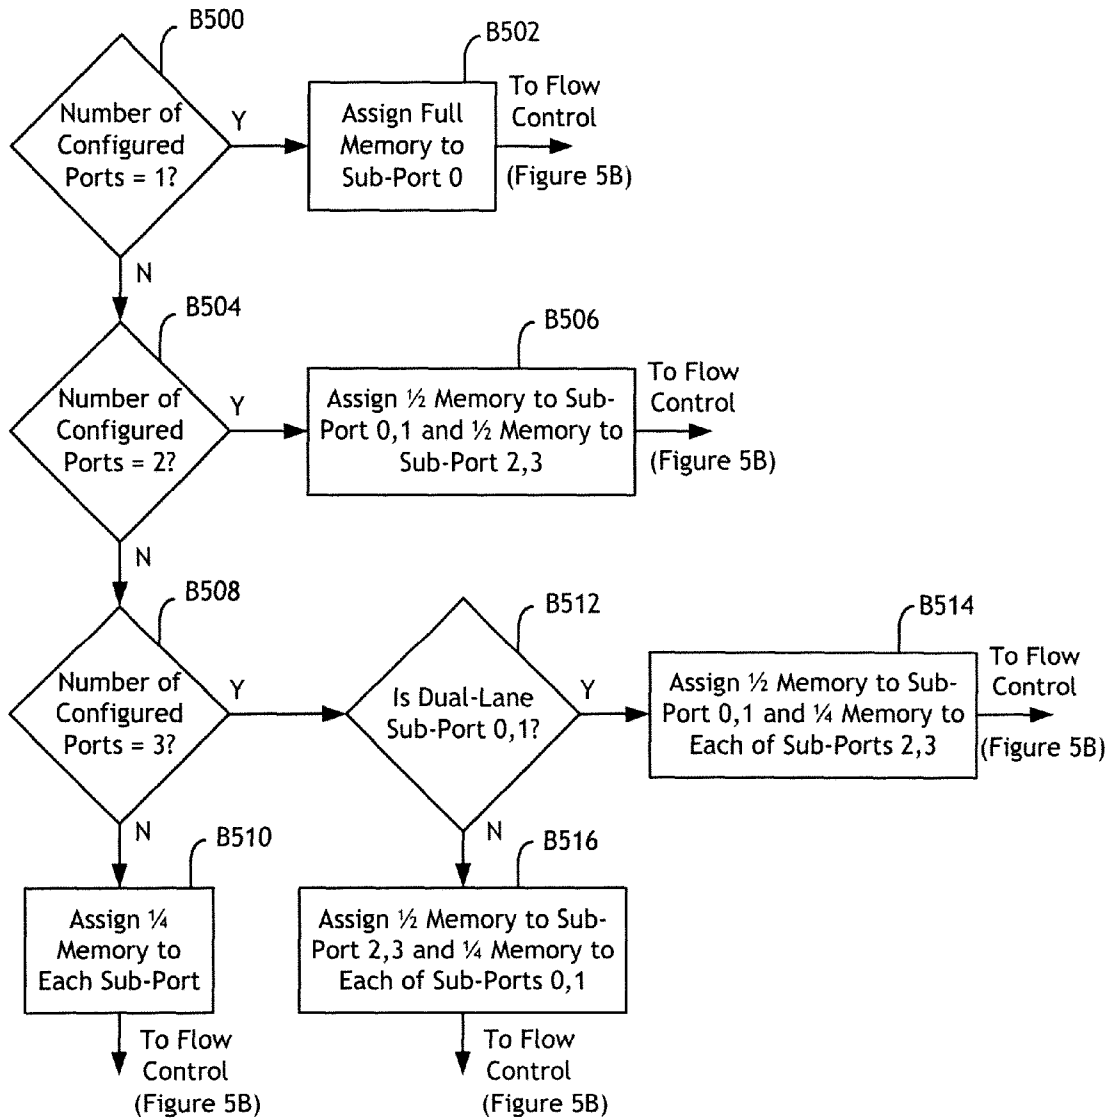 B500
Number of
Configured
Ports = 1?
Y
B502
Assign Full
Memory to
Sub-Port 0
To Flow
Control
(Figure 5B)
N
B504
Number of
Configured
Ports = 2?
Y
B506
Assign ½ Memory to Sub-
Port 0,1 and ½ Memory to
Sub-Port 2,3
To Flow
Control
(Figure 5B)
N
B508
Number of
Configured
Ports = 3?
Y
B512
Is Dual-Lane
Sub-Port 0,1?
Y
B514
Assign ½ Memory to Sub-
Port 0,1 and ¼ Memory to
Each of Sub-Ports 2,3
To Flow
Control
(Figure 5B)
N
B510
Assign ¼
Memory to
Each Sub-Port
To Flow
Control
(Figure 5B)
N
B516
Assign ½ Memory to Sub-
Port 2,3 and ¼ Memory to
Each of Sub-Ports 0,1
To Flow
Control
(Figure 5B)